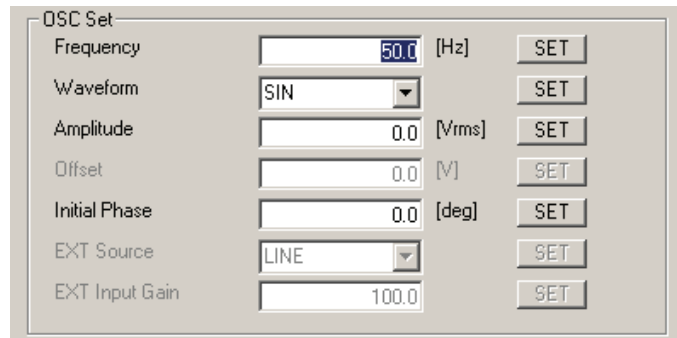 OSC Set
Frequency 50.0 [Hz] SET
Waveform SIN SET
Amplitude 0.0 [Vrms] SET
Offset 0.0 [V] SET
Initial Phase 0.0 [deg] SET
EXT Source LINE SET
EXT Input Gain 100.0 SET